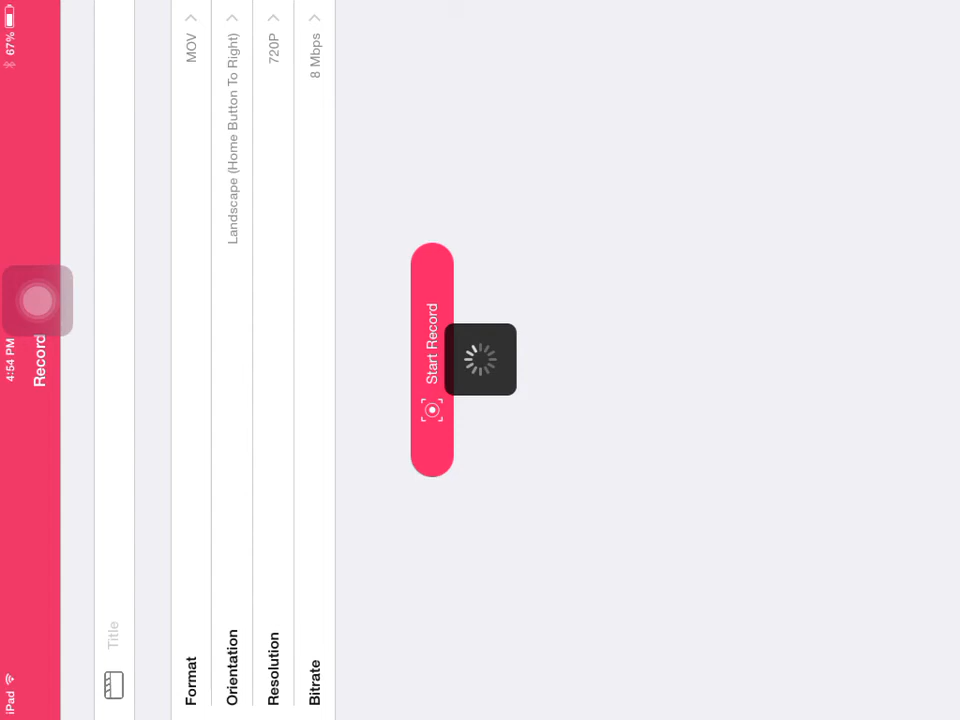 iPad 4:54 PM 67%
Record
Title
Format MOV
Orientation Landscape (Home Button To Right)
Resolution 720P
Bitrate 8 Mbps
Start Record